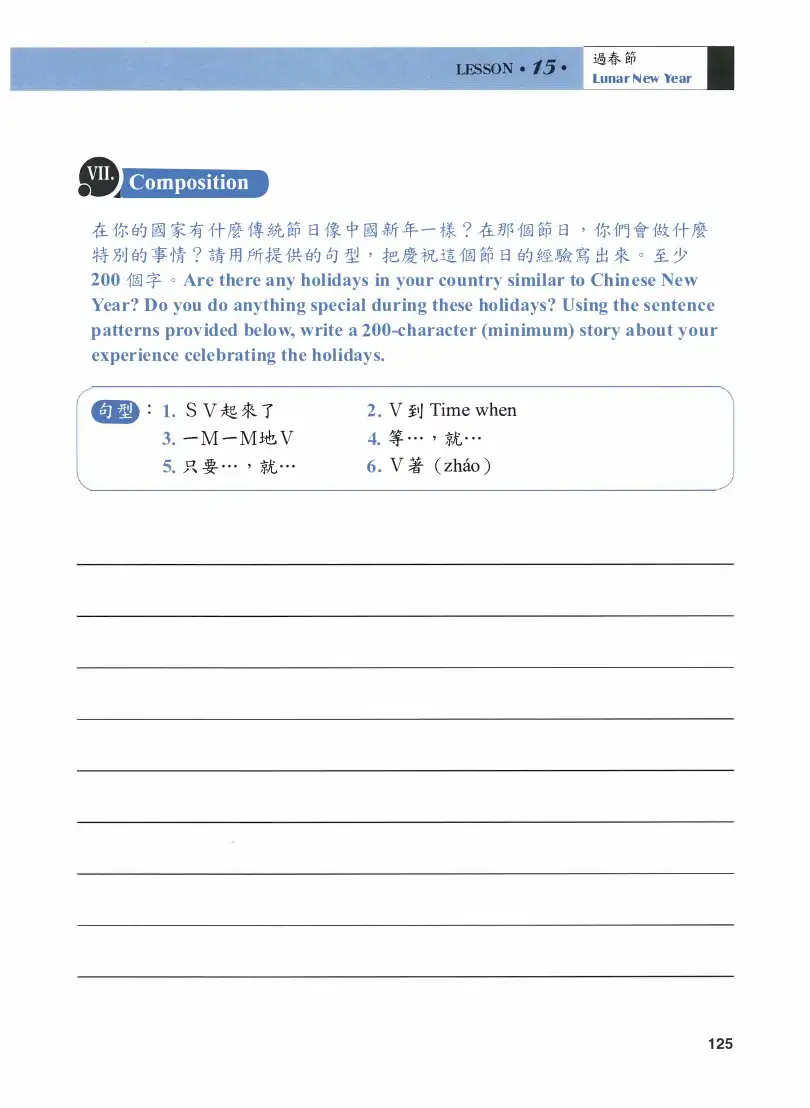 LESSON • 15 •
過春節
Lunar New Year
VII.
Composition
在你的國家有什麼傳統節日像中國新年一樣？在那個節日，你們會做什麼
特別的事情？請用所提供的句型，把慶祝這個節日的經驗寫出來。至少
200 個字。Are there any holidays in your country similar to Chinese New
Year? Do you do anything special during these holidays? Using the sentence
patterns provided below, write a 200-character (minimum) story about your
experience celebrating the holidays.
句型：1. ＳＶ起來了 2. Ｖ到 Time when
3. 一Ｍ一Ｍ地Ｖ 4. 等…，就…
5. 只要…，就… 6. Ｖ著（zháo）
125